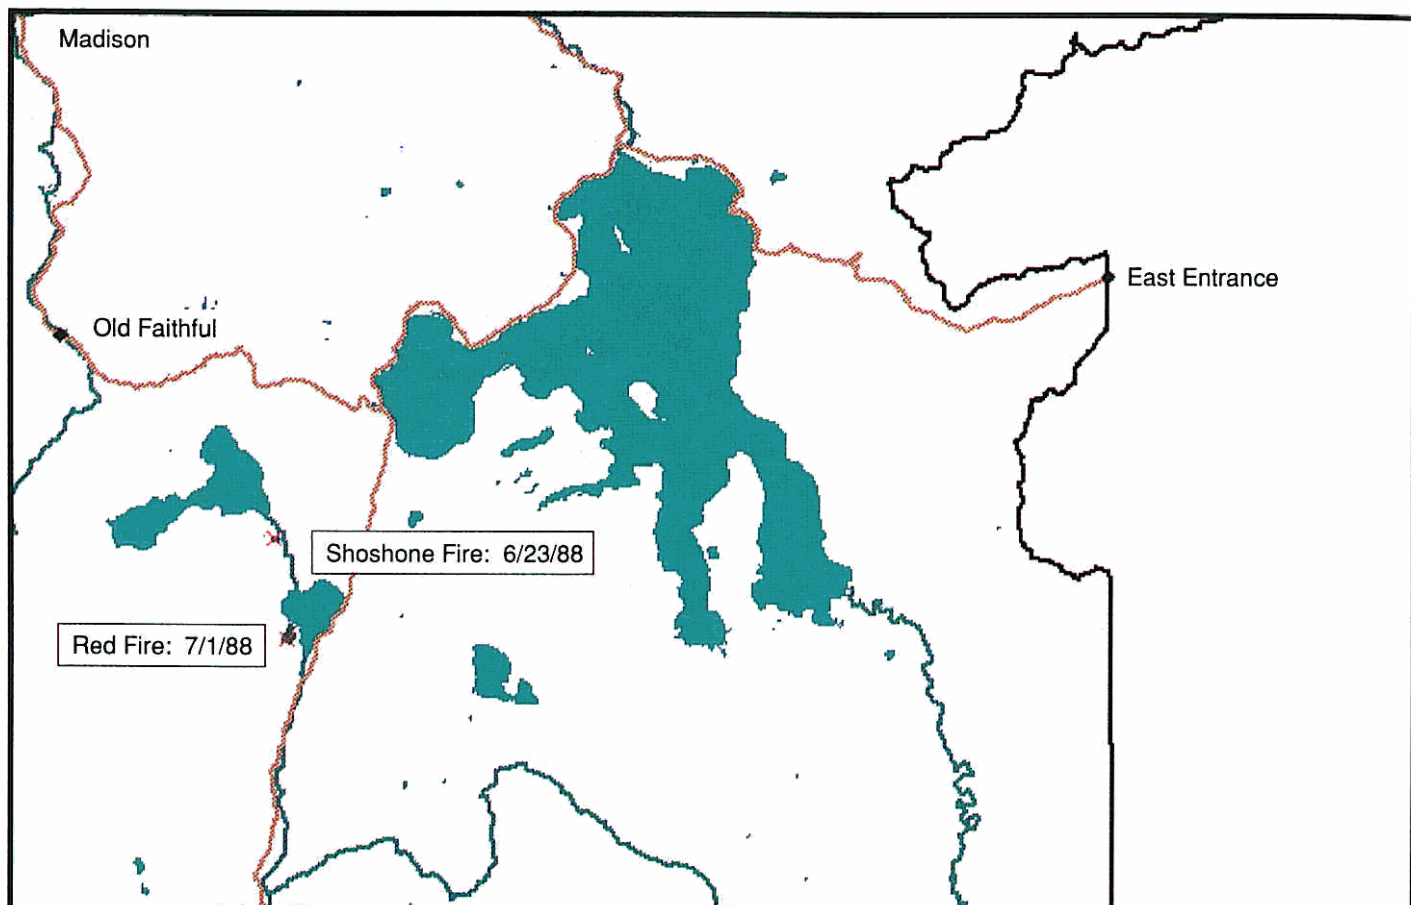 Madison
East Entrance
Old Faithful
Shoshone Fire: 6/23/88
Red Fire: 7/1/88